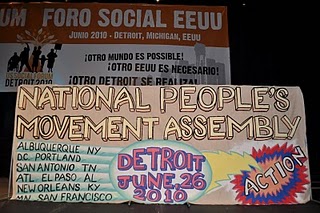 UM FORO SOCIAL EEUU
JUNIO 2010 - DETROIT, MICHIGAN, EEUU
¡OTRO MUNDO ES POSIBLE!
¡OTRO EEUU ES NECESARIO!
¡OTRO DETROIT SE REALIZA!
DETROIT 2010
NATIONAL PEOPLE'S
MOVEMENT ASSEMBLY
ALBUQUERQUE NY
D.C. PORTLAND
SAN ANTONIO TN
ATL EL PASO AL
NEW ORLEANS KY
MN SAN FRANCISCO
DETROIT
JUNE.26
2010
ACTION